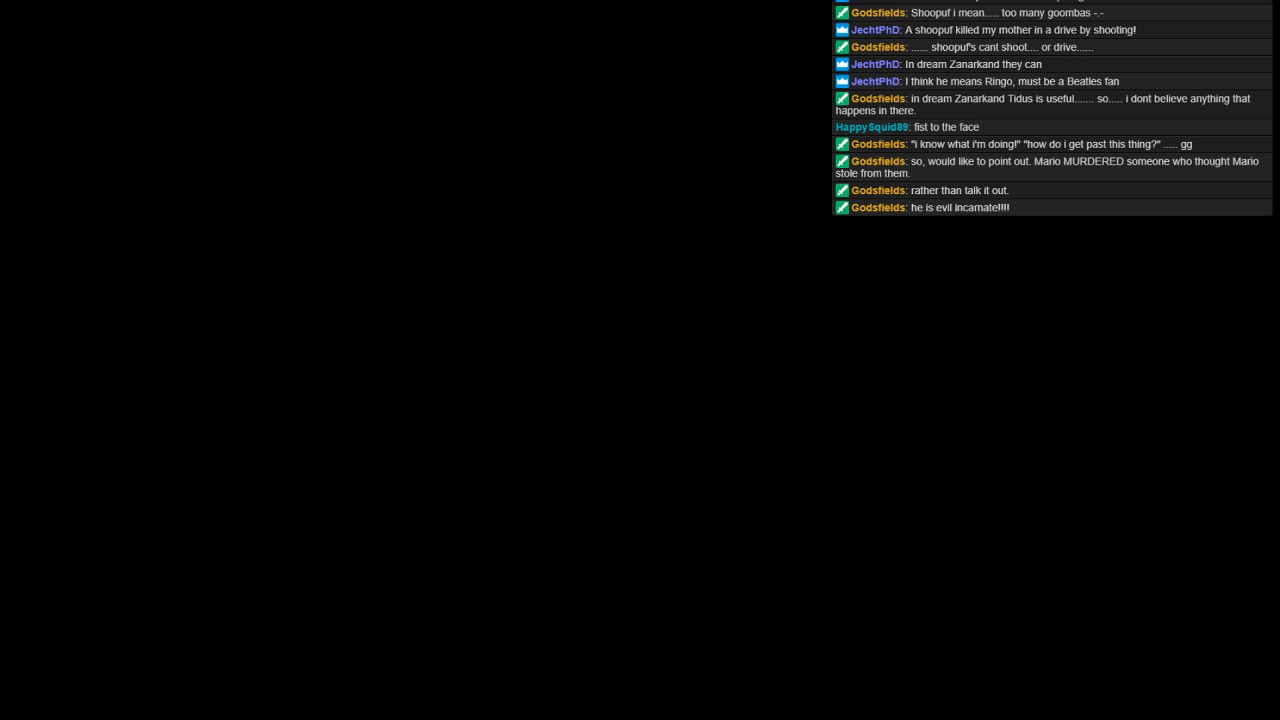 Godsfields: Shoopuf i mean..... too many goombas -.-
JechtPhD: A shoopuf killed my mother in a drive by shooting!
Godsfields: ...... shoopuf's cant shoot.... or drive......
JechtPhD: In dream Zanarkand they can
JechtPhD: I think he means Ringo, must be a Beatles fan
Godsfields: in dream Zanarkand Tidus is useful....... so..... i dont believe anything that
happens in there.
HappySquid89: fist to the face
Godsfields: "i know what i'm doing!" "how do i get past this thing?" ..... gg
Godsfields: so, would like to point out. Mario MURDERED someone who thought Mario
stole from them.
Godsfields: rather than talk it out.
Godsfields: he is evil incarnate!!!!